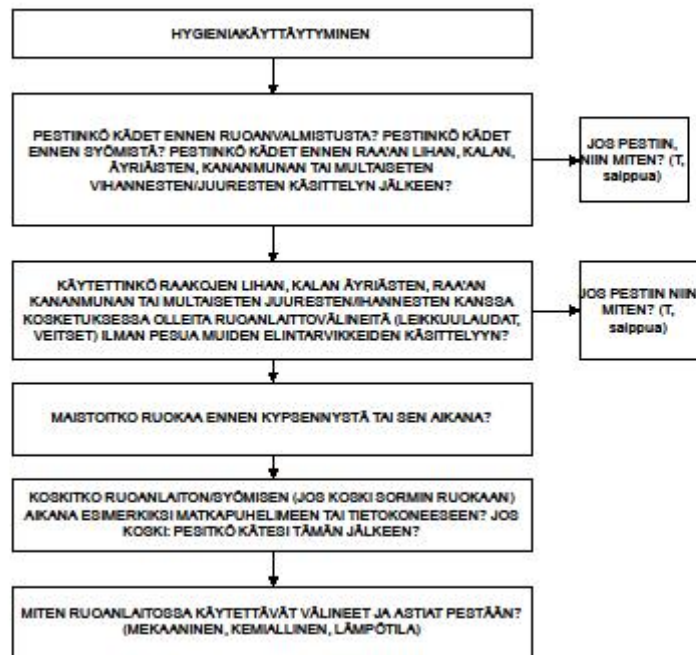 HYGIENIAKÄYTTÄYTYMINEN
PESTIINKÖ KÄDET ENNEN RUOANVALMISTUSTA? PESTIINKÖ KÄDET
ENNEN SYÖMISTÄ? PESTIINKÖ KÄDET ENNEN RAA'AN LIHAN, KALAN,
ÄYRIÄISTEN, KANANMUNAN TAI MULTAISETEN
VIHANNESTEN/JUURESTEN KÄSITTELYN JÄLKEEN?
JOS PESTIIN,
NIIN MITEN? (T,
saippua)
KÄYTETTINKÖ RAAKOJEN LIHAN, KALAN ÄYRIÄSTEN, RAA'AN
KANANMUNAN TAI MULTAISETEN JUURESTEN/IHANNESTEN KANSSA
KOSKETUKSESSA OLLEITA RUOANLAITTOVÄLINEITÄ (LEIKKUULAUDAT,
VEITSET) ILMAN PESUA MUIDEN ELINTARVIKKEIDEN KÄSITTELYYN?
JOS PESTIIN NIIN
MITEN? (T,
saippua)
MAISTOITKO RUOKAA ENNEN KYPSENNYSTÄ TAI SEN AIKANA?
KOSKITKO RUOANLAITON/SYÖMISEN (JOS KOSKI SORMIN RUOKAAN)
AIKANA ESIMERKIKSI MATKAPUHELIMEEN TAI TIETOKONEESEEN? JOS
KOSKI: PESITKÖ KÄTESI TÄMÄN JÄLKEEN?
MITEN RUOANLAITOSSA KÄYTETTÄVÄT VÄLINEET JA ASTIAT PESTÄÄN?
(MEKAANINEN, KEMIALLINEN, LÄMPÖTILA)